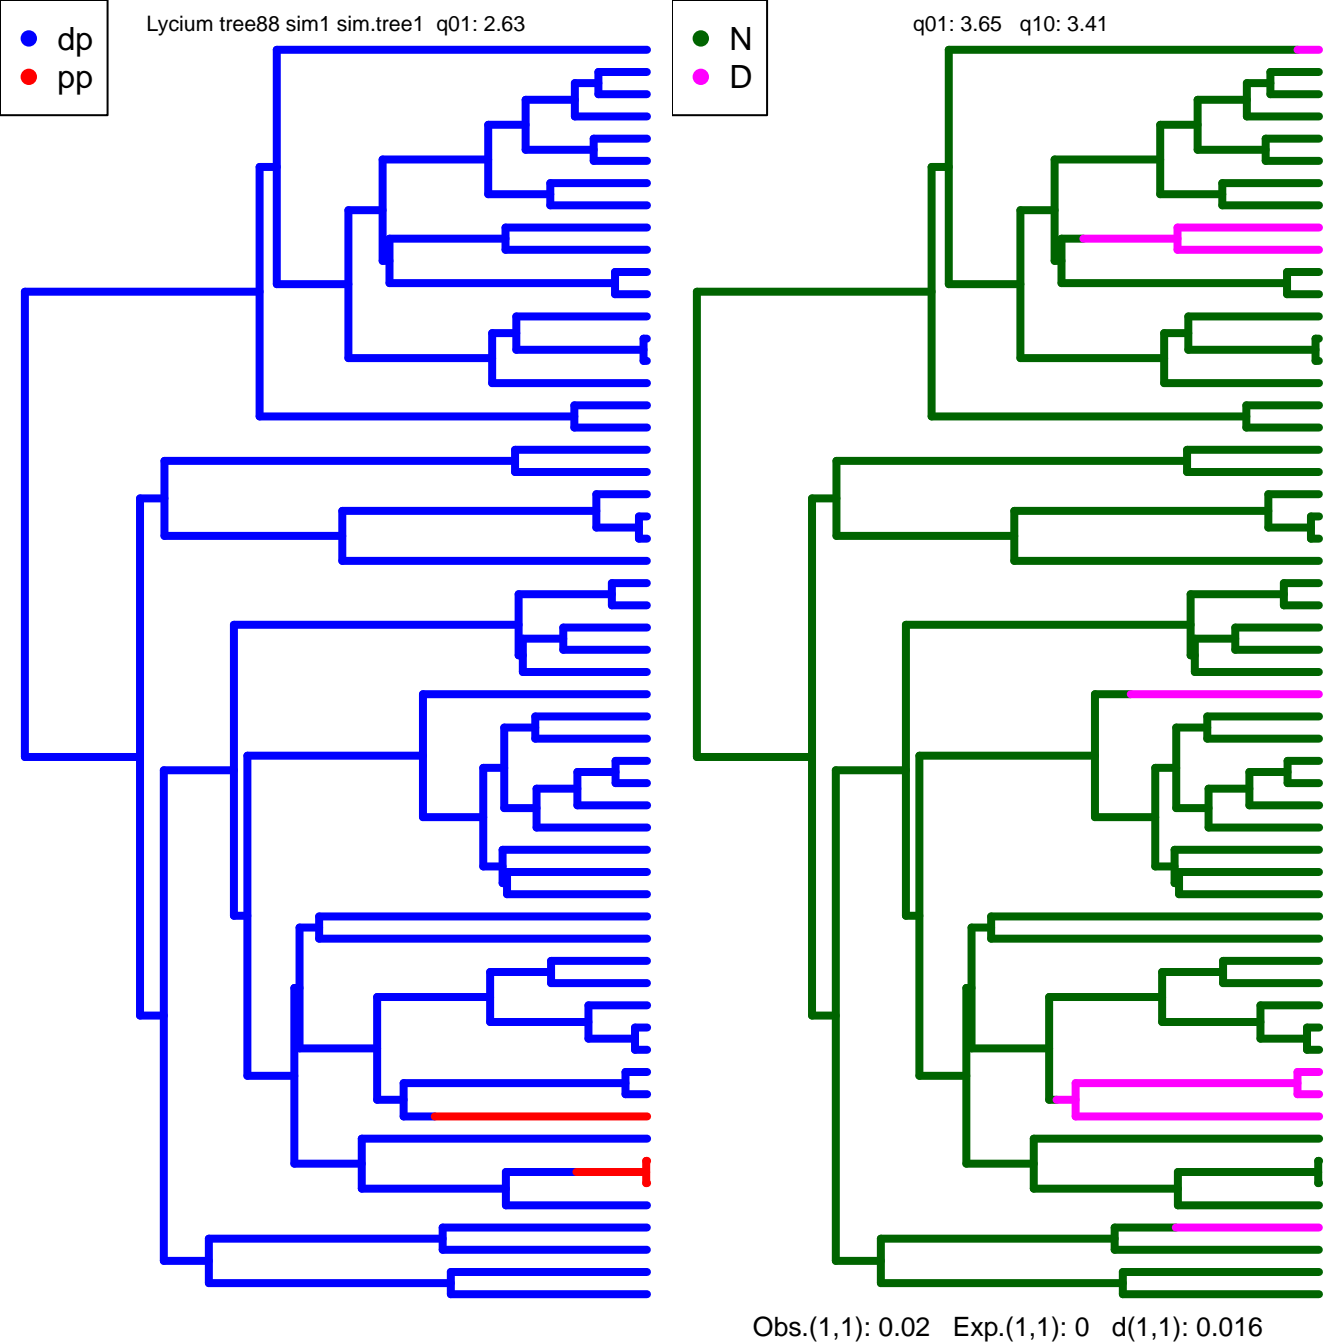 Lycium tree88 sim1 sim.tree1 q01: 2.63
dp
pp
q01: 3.65 q10: 3.41
N
D
Obs.(1,1): 0.02 Exp.(1,1): 0 d(1,1): 0.016